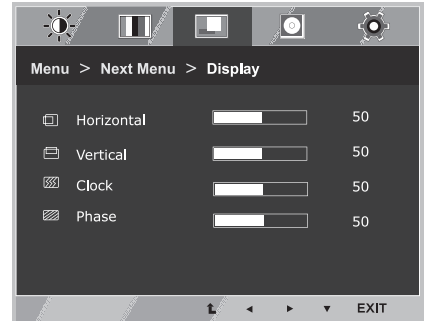 Menu > Next Menu > Display
Horizontal 50
Vertical 50
Clock 50
Phase 50
EXIT